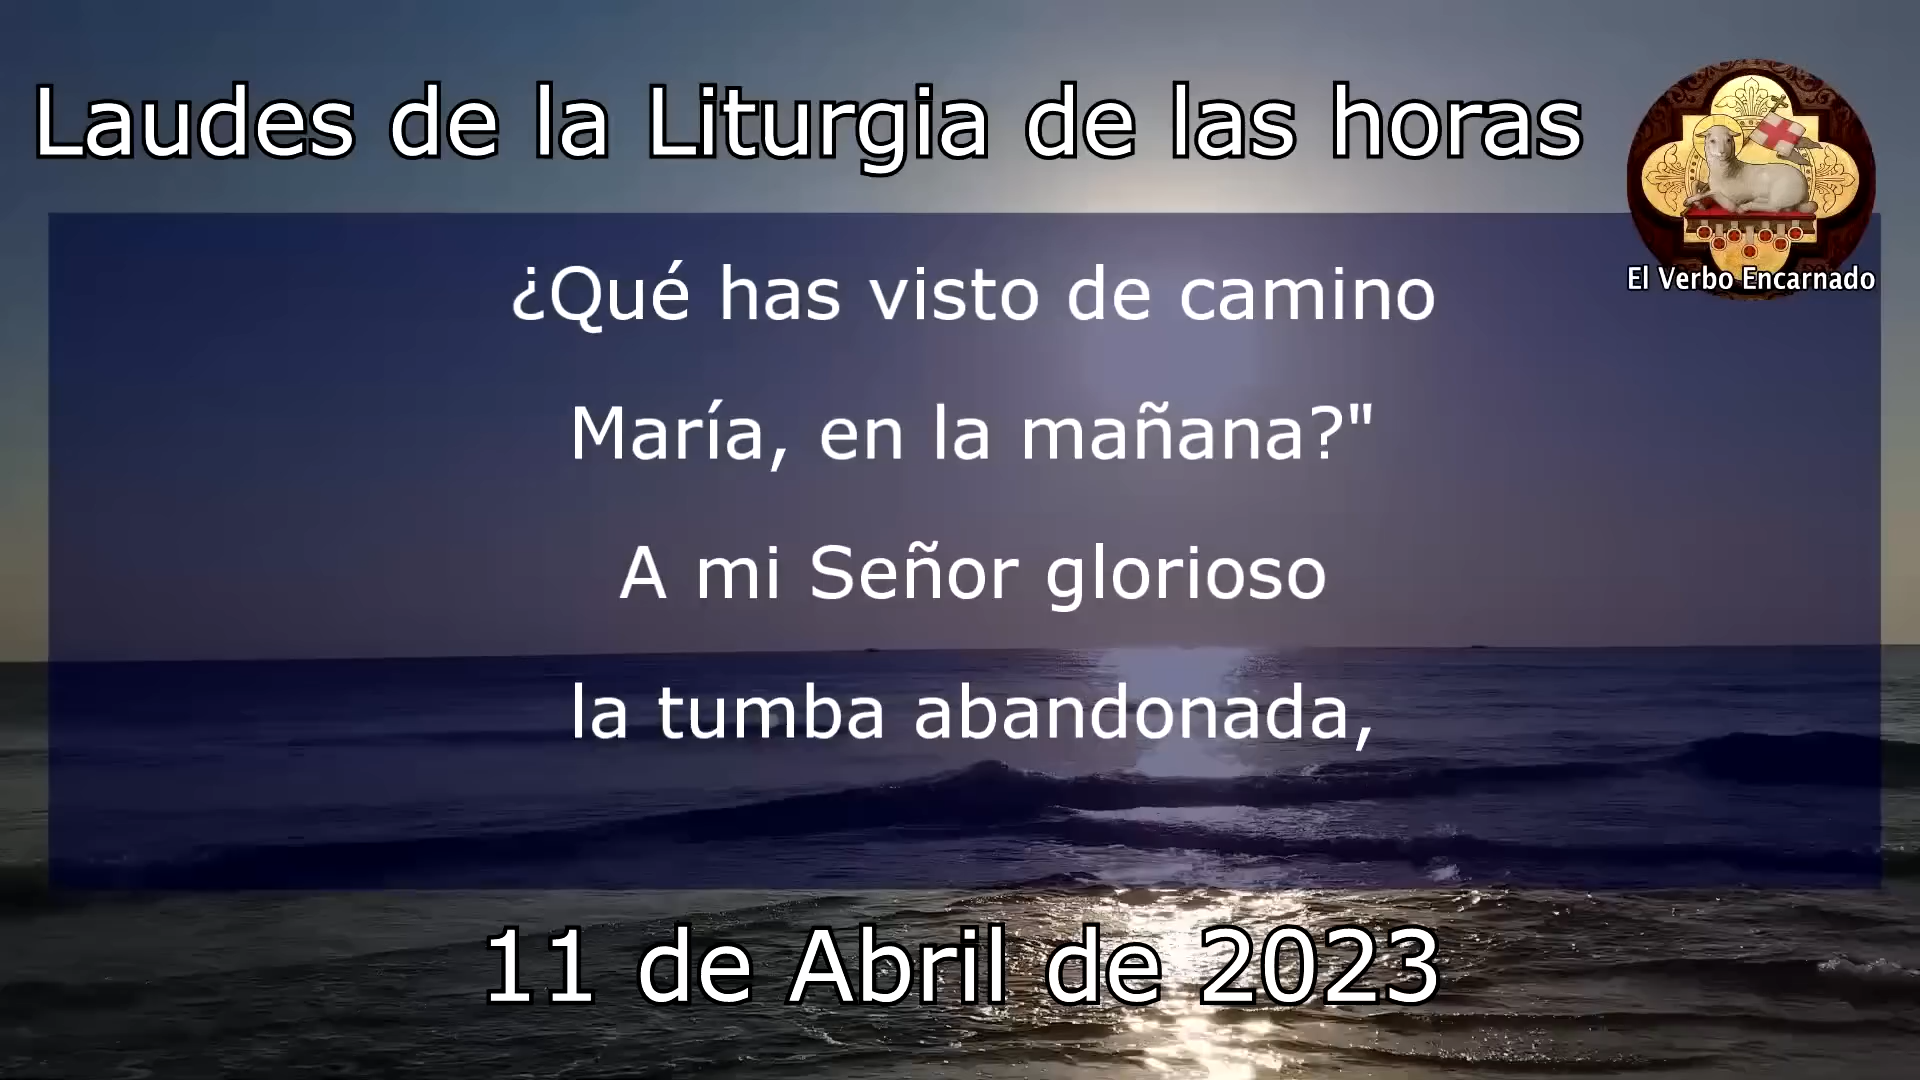 Laudes de la Liturgia de las horas
El Verbo Encarnado
¿Qué has visto de camino
María, en la mañana?"
A mi Señor glorioso
la tumba abandonada,
11 de Abril de 2023